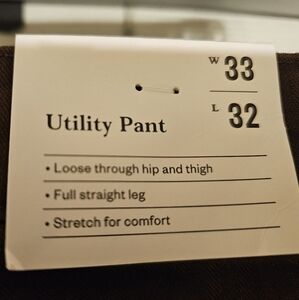 W 33
L 32
Utility Pant
• Loose through hip and thigh
• Full straight leg
• Stretch for comfort